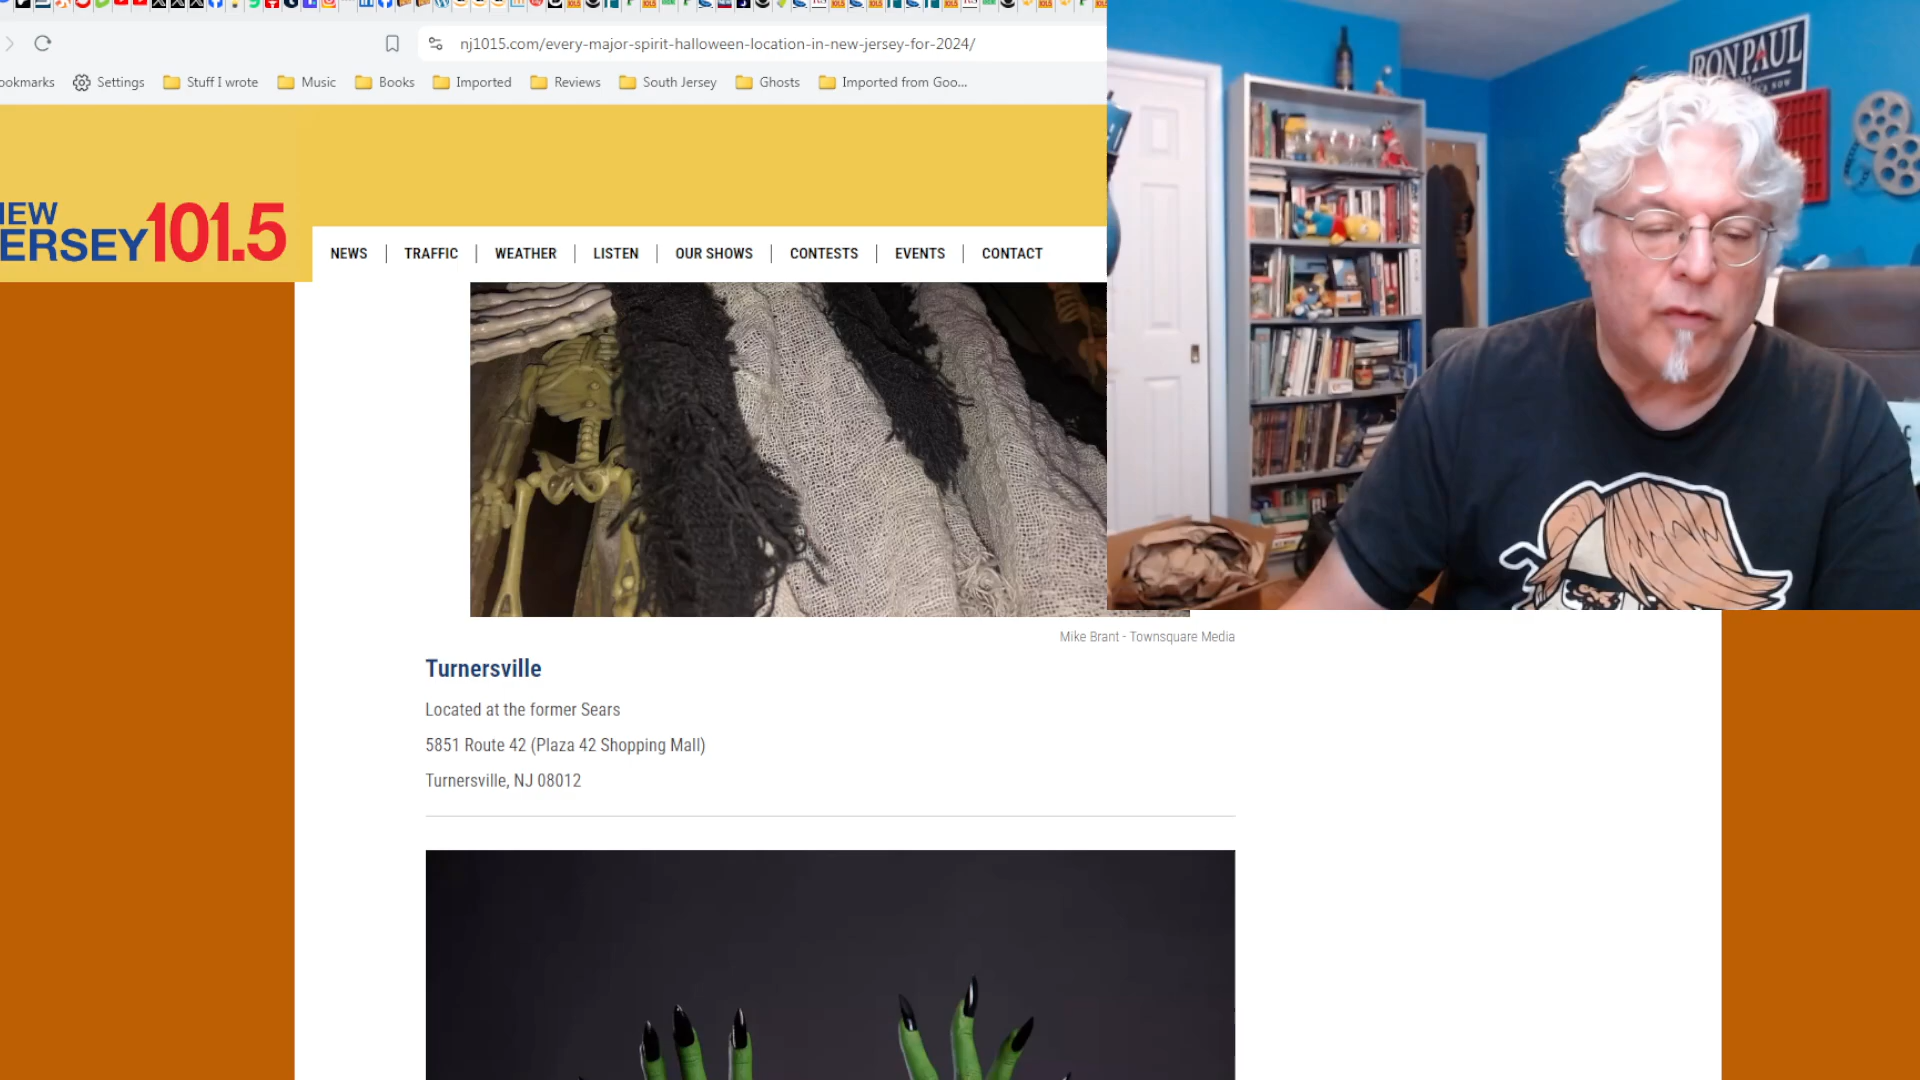 nj1015.com/every-major-spirit-halloween-location-in-new-jersey-for-2024/
ookmarks Settings Stuff I wrote Music Books Imported Reviews South Jersey Ghosts Imported from Goo...
RON PAUL
EW
ERSEY 101.5
NEWS TRAFFIC WEATHER LISTEN OUR SHOWS CONTESTS EVENTS CONTACT
Mike Brant - Townsquare Media
Turnersville
Located at the former Sears
5851 Route 42 (Plaza 42 Shopping Mall)
Turnersville, NJ 08012